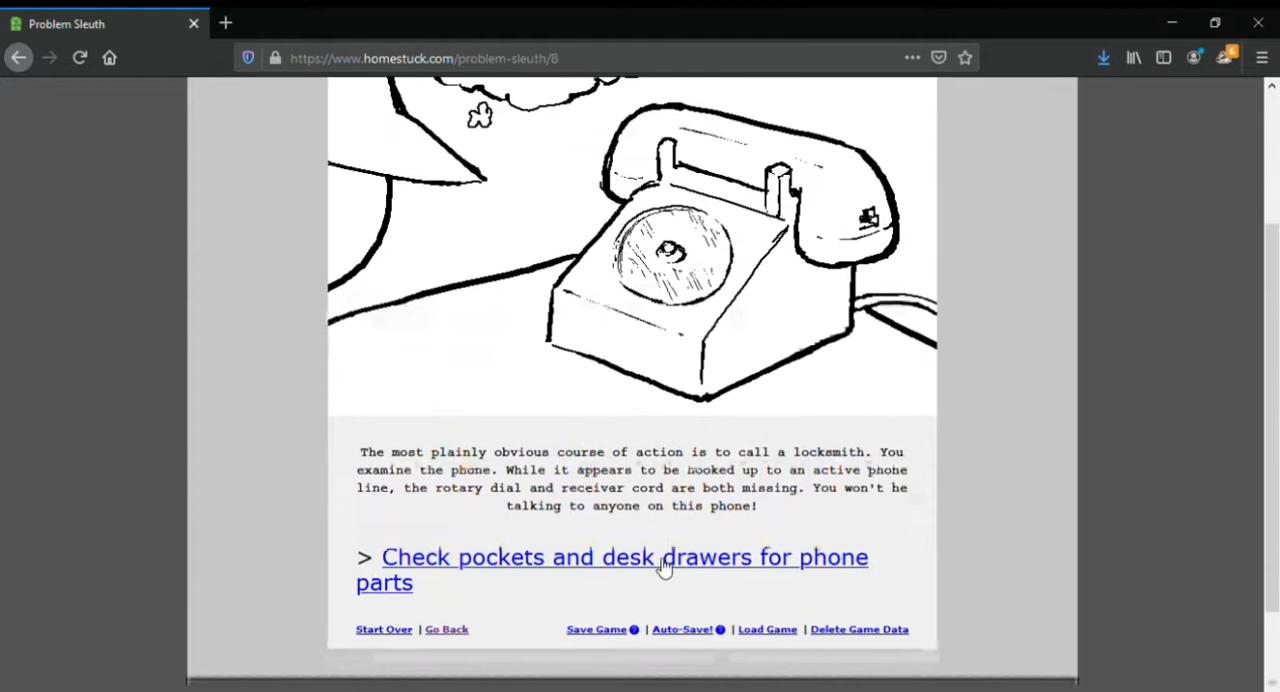 Problem Sleuth
https://www.homestuck.com/problem-sleuth/8
6
The most plainly obvious course of action is to call a locksmith. You
examine the phone. While it appears to be hooked up to an active phone
line, the rotary dial and receivar cord are both missing. You won't be
talking to anyone on this phone!
> Check pockets and desk drawers for phone
parts
Start Over | Go Back Save Game ? | Auto-Save! ? | Load Game | Delete Game Data